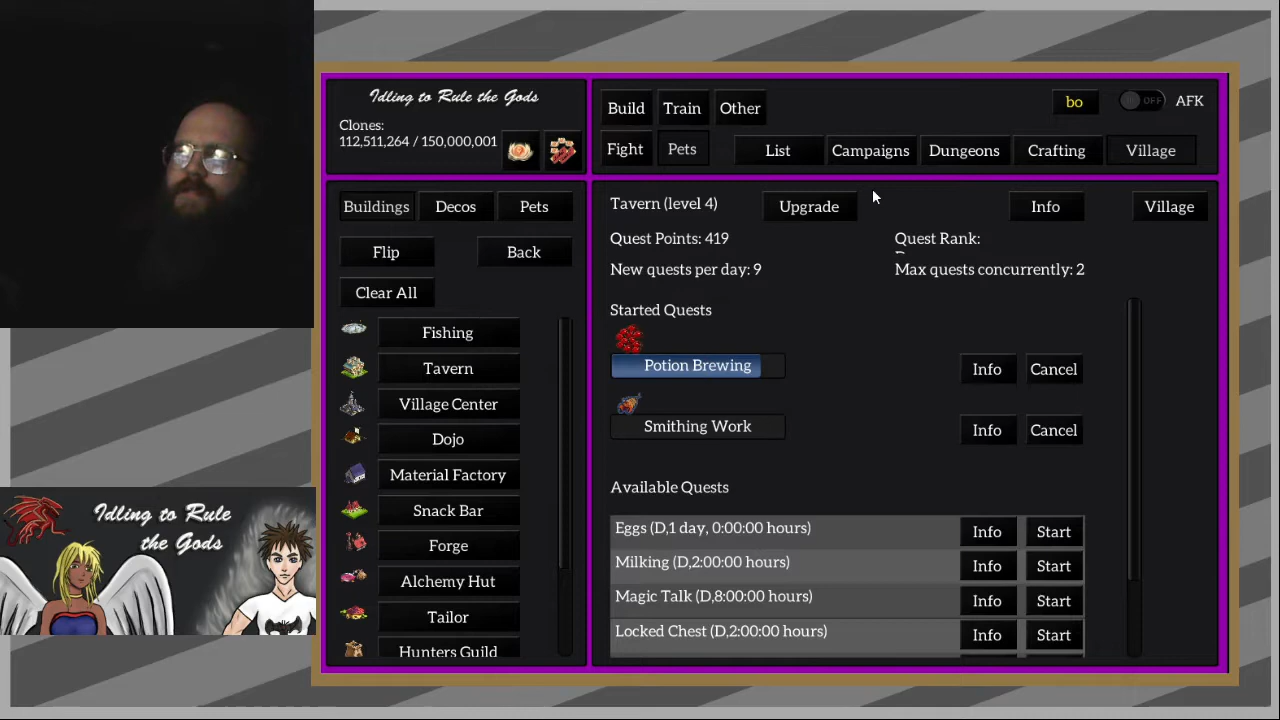 Idling to Rule the Gods
Clones:
112,511,264 / 150,000,001
Build
Train
Other
bo
OFF
AFK
Fight
Pets
List
Campaigns
Dungeons
Crafting
Village
Buildings
Decos
Pets
Flip
Back
Clear All
Fishing
Tavern
Village Center
Dojo
Material Factory
Snack Bar
Forge
Alchemy Hut
Tailor
Hunters Guild
Tavern (level 4)
Upgrade
Info
Village
Quest Points: 419
Quest Rank:
New quests per day: 9
Max quests concurrently: 2
Started Quests
Potion Brewing
Info
Cancel
Smithing Work
Info
Cancel
Available Quests
Eggs (D,1 day, 0:00:00 hours)
Info
Start
Milking (D,2:00:00 hours)
Info
Start
Magic Talk (D,8:00:00 hours)
Info
Start
Locked Chest (D,2:00:00 hours)
Info
Start
Idling to Rule
the Gods